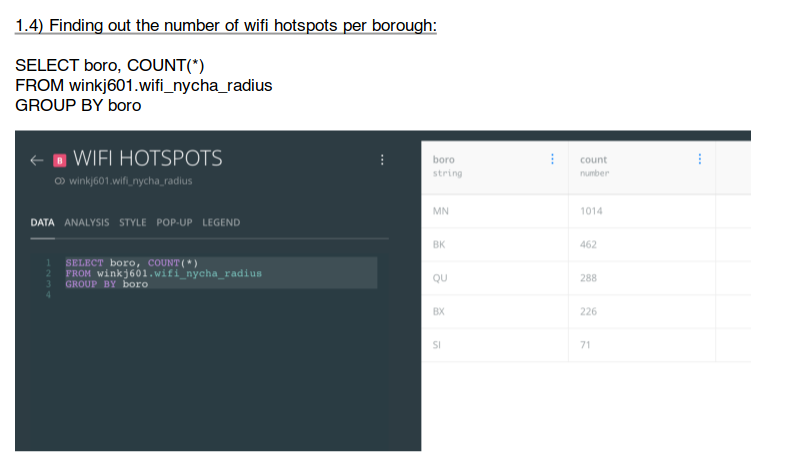 1.4) Finding out the number of wifi hotspots per borough:
SELECT boro, COUNT(*)
FROM winkj601.wifi_nycha_radius
GROUP BY boro
B WIFI HOTSPOTS
winkj601.wifi_nycha_radius
DATA ANALYSIS STYLE POP-UP LEGEND
1 SELECT boro, COUNT(*)
2 FROM winkj601.wifi_nycha_radius
3 GROUP BY boro
4
boro count
string number
MN 1014
BK 462
QU 288
BX 226
SI 71